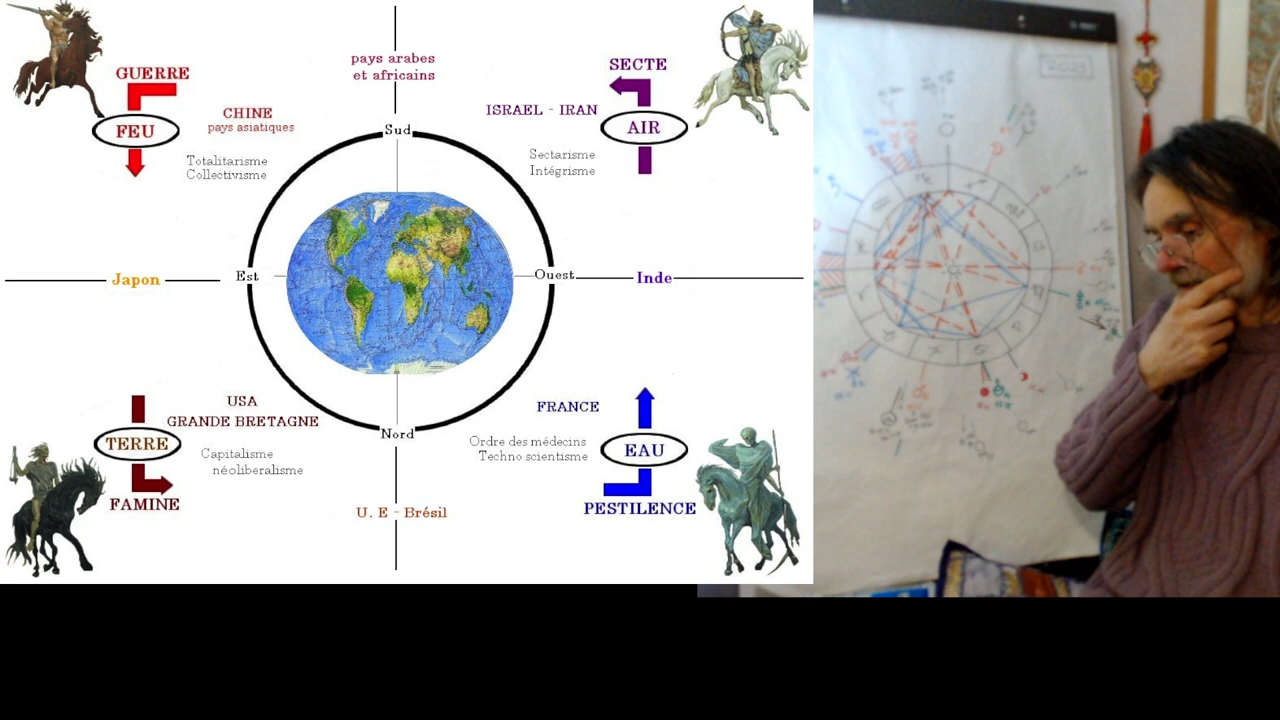 GUERRE
FEU
CHINE
pays asiatiques
Totalitarisme
Collectivisme
pays arabes
et africains
SECTE
ISRAEL - IRAN
AIR
Sectarisme
Intégrisme
Sud
Japon
Est
Ouest
Inde
Nord
USA
GRANDE BRETAGNE
TERRE
Capitalisme
néoliberalisme
FAMINE
FRANCE
Ordre des médecins
Techno scientisme
EAU
PESTILENCE
U. E - Brésil